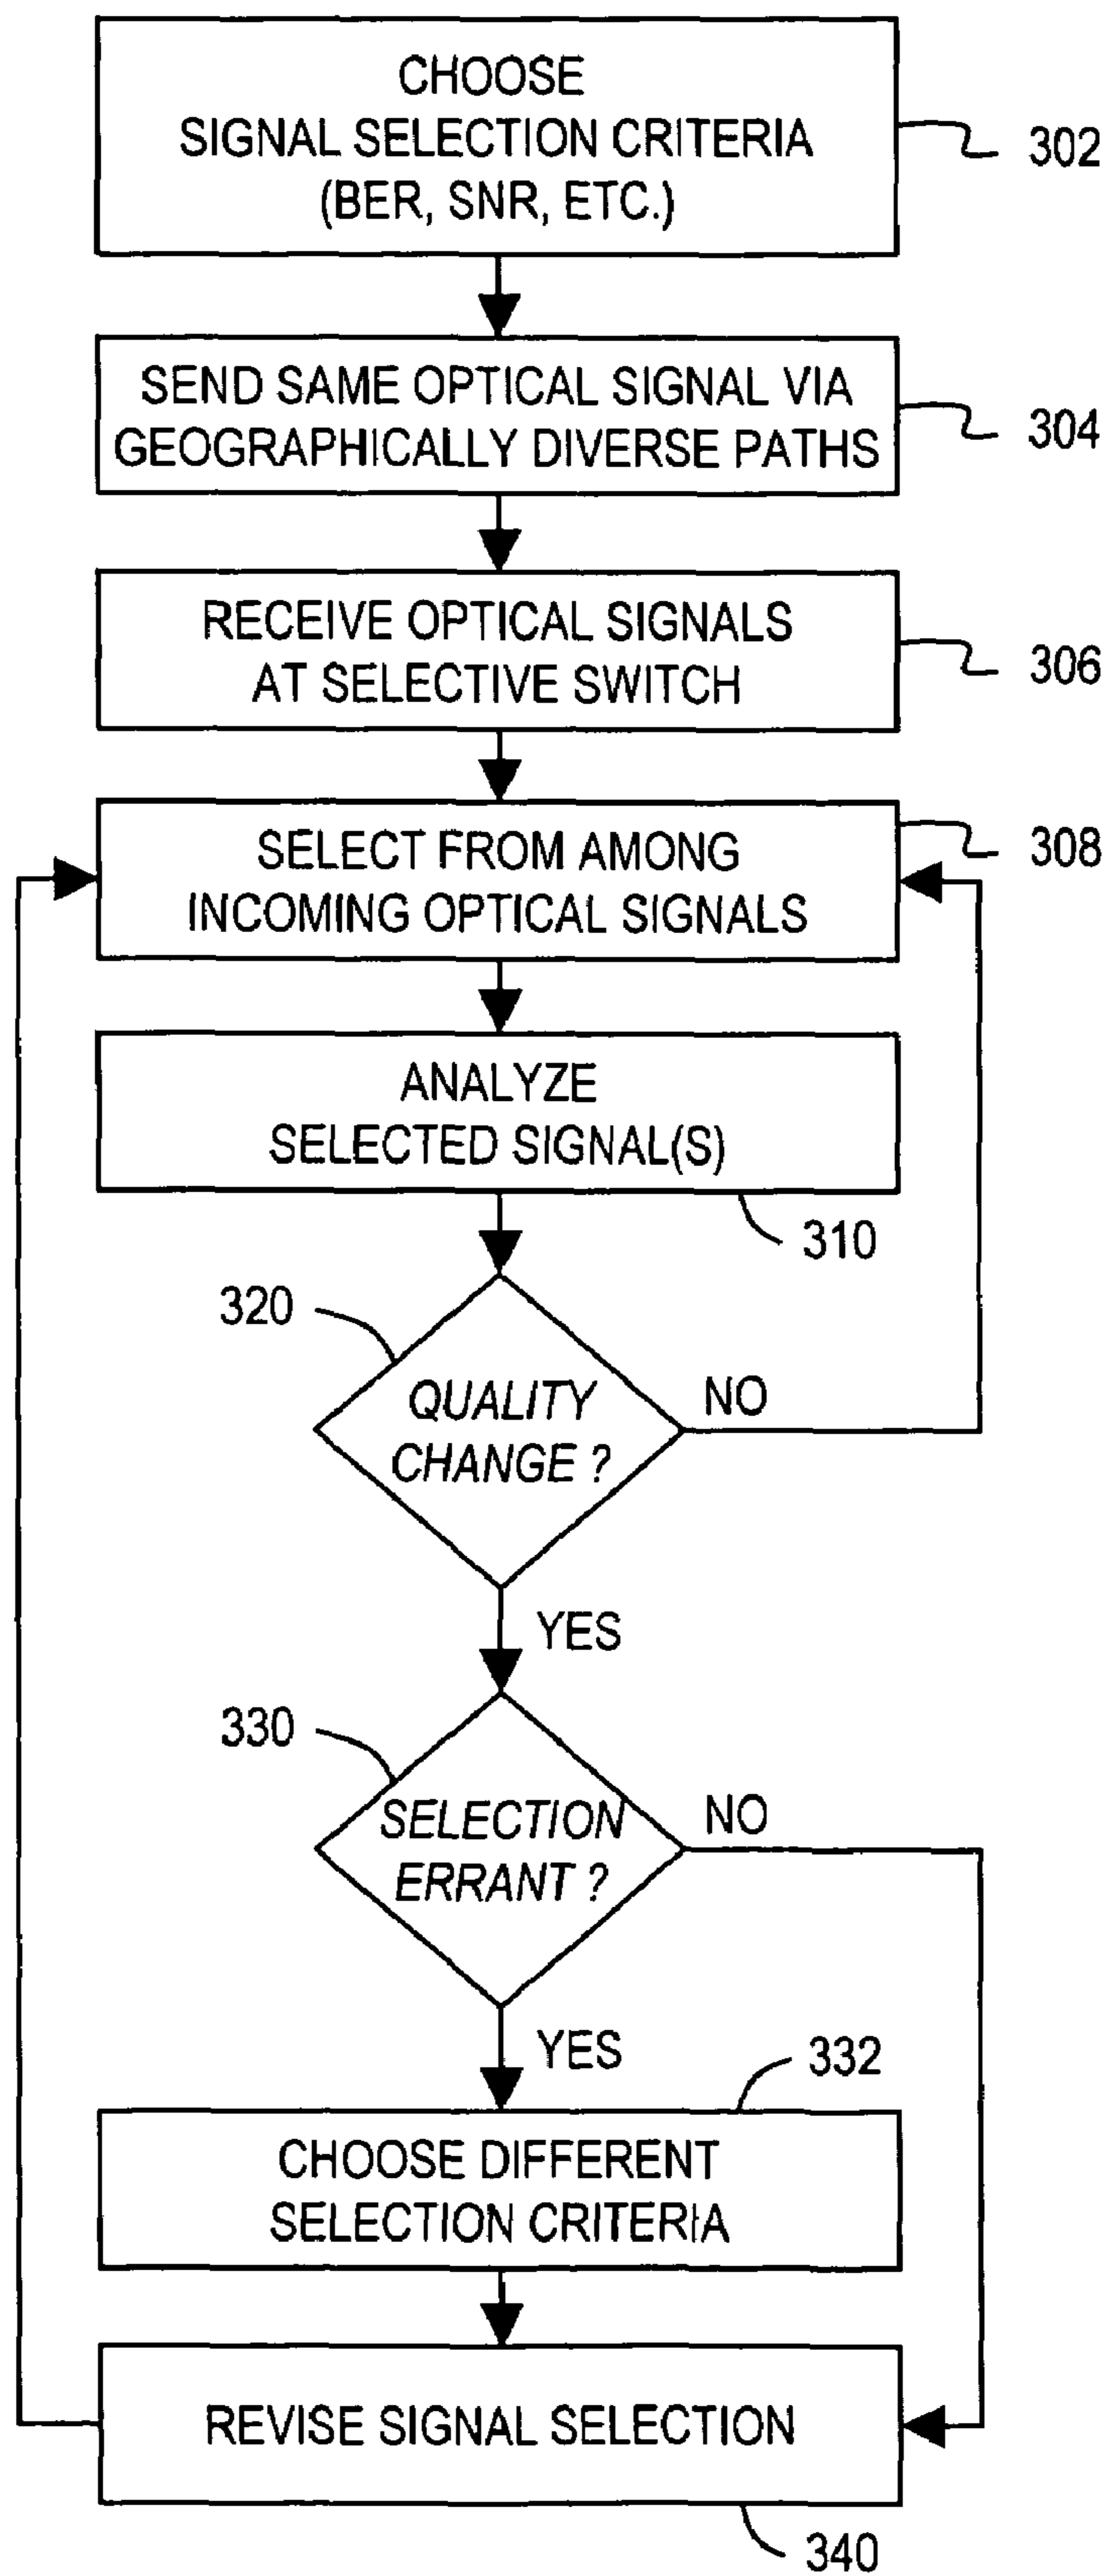 CHOOSE
SIGNAL SELECTION CRITERIA
(BER, SNR, ETC.)
302
SEND SAME OPTICAL SIGNAL VIA
GEOGRAPHICALLY DIVERSE PATHS
304
RECEIVE OPTICAL SIGNALS
AT SELECTIVE SWITCH
306
SELECT FROM AMONG
INCOMING OPTICAL SIGNALS
308
ANALYZE
SELECTED SIGNAL(S)
310
320
QUALITY
CHANGE ?
NO
YES
330
SELECTION
ERRANT ?
NO
YES
332
CHOOSE DIFFERENT
SELECTION CRITERIA
REVISE SIGNAL SELECTION
340